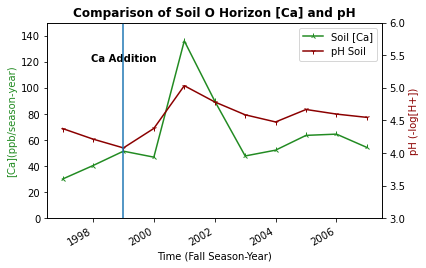 Comparison of Soil O Horizon [Ca] and pH
140
120
100
80
60
40
20
0
[Ca](ppb/season-year)
Ca Addition
Soil [Ca]
pH Soil
6.0
5.5
5.0
4.5
4.0
3.5
3.0
pH (-log[H+])
1998
2000
2002
2004
2006
Time (Fall Season-Year)